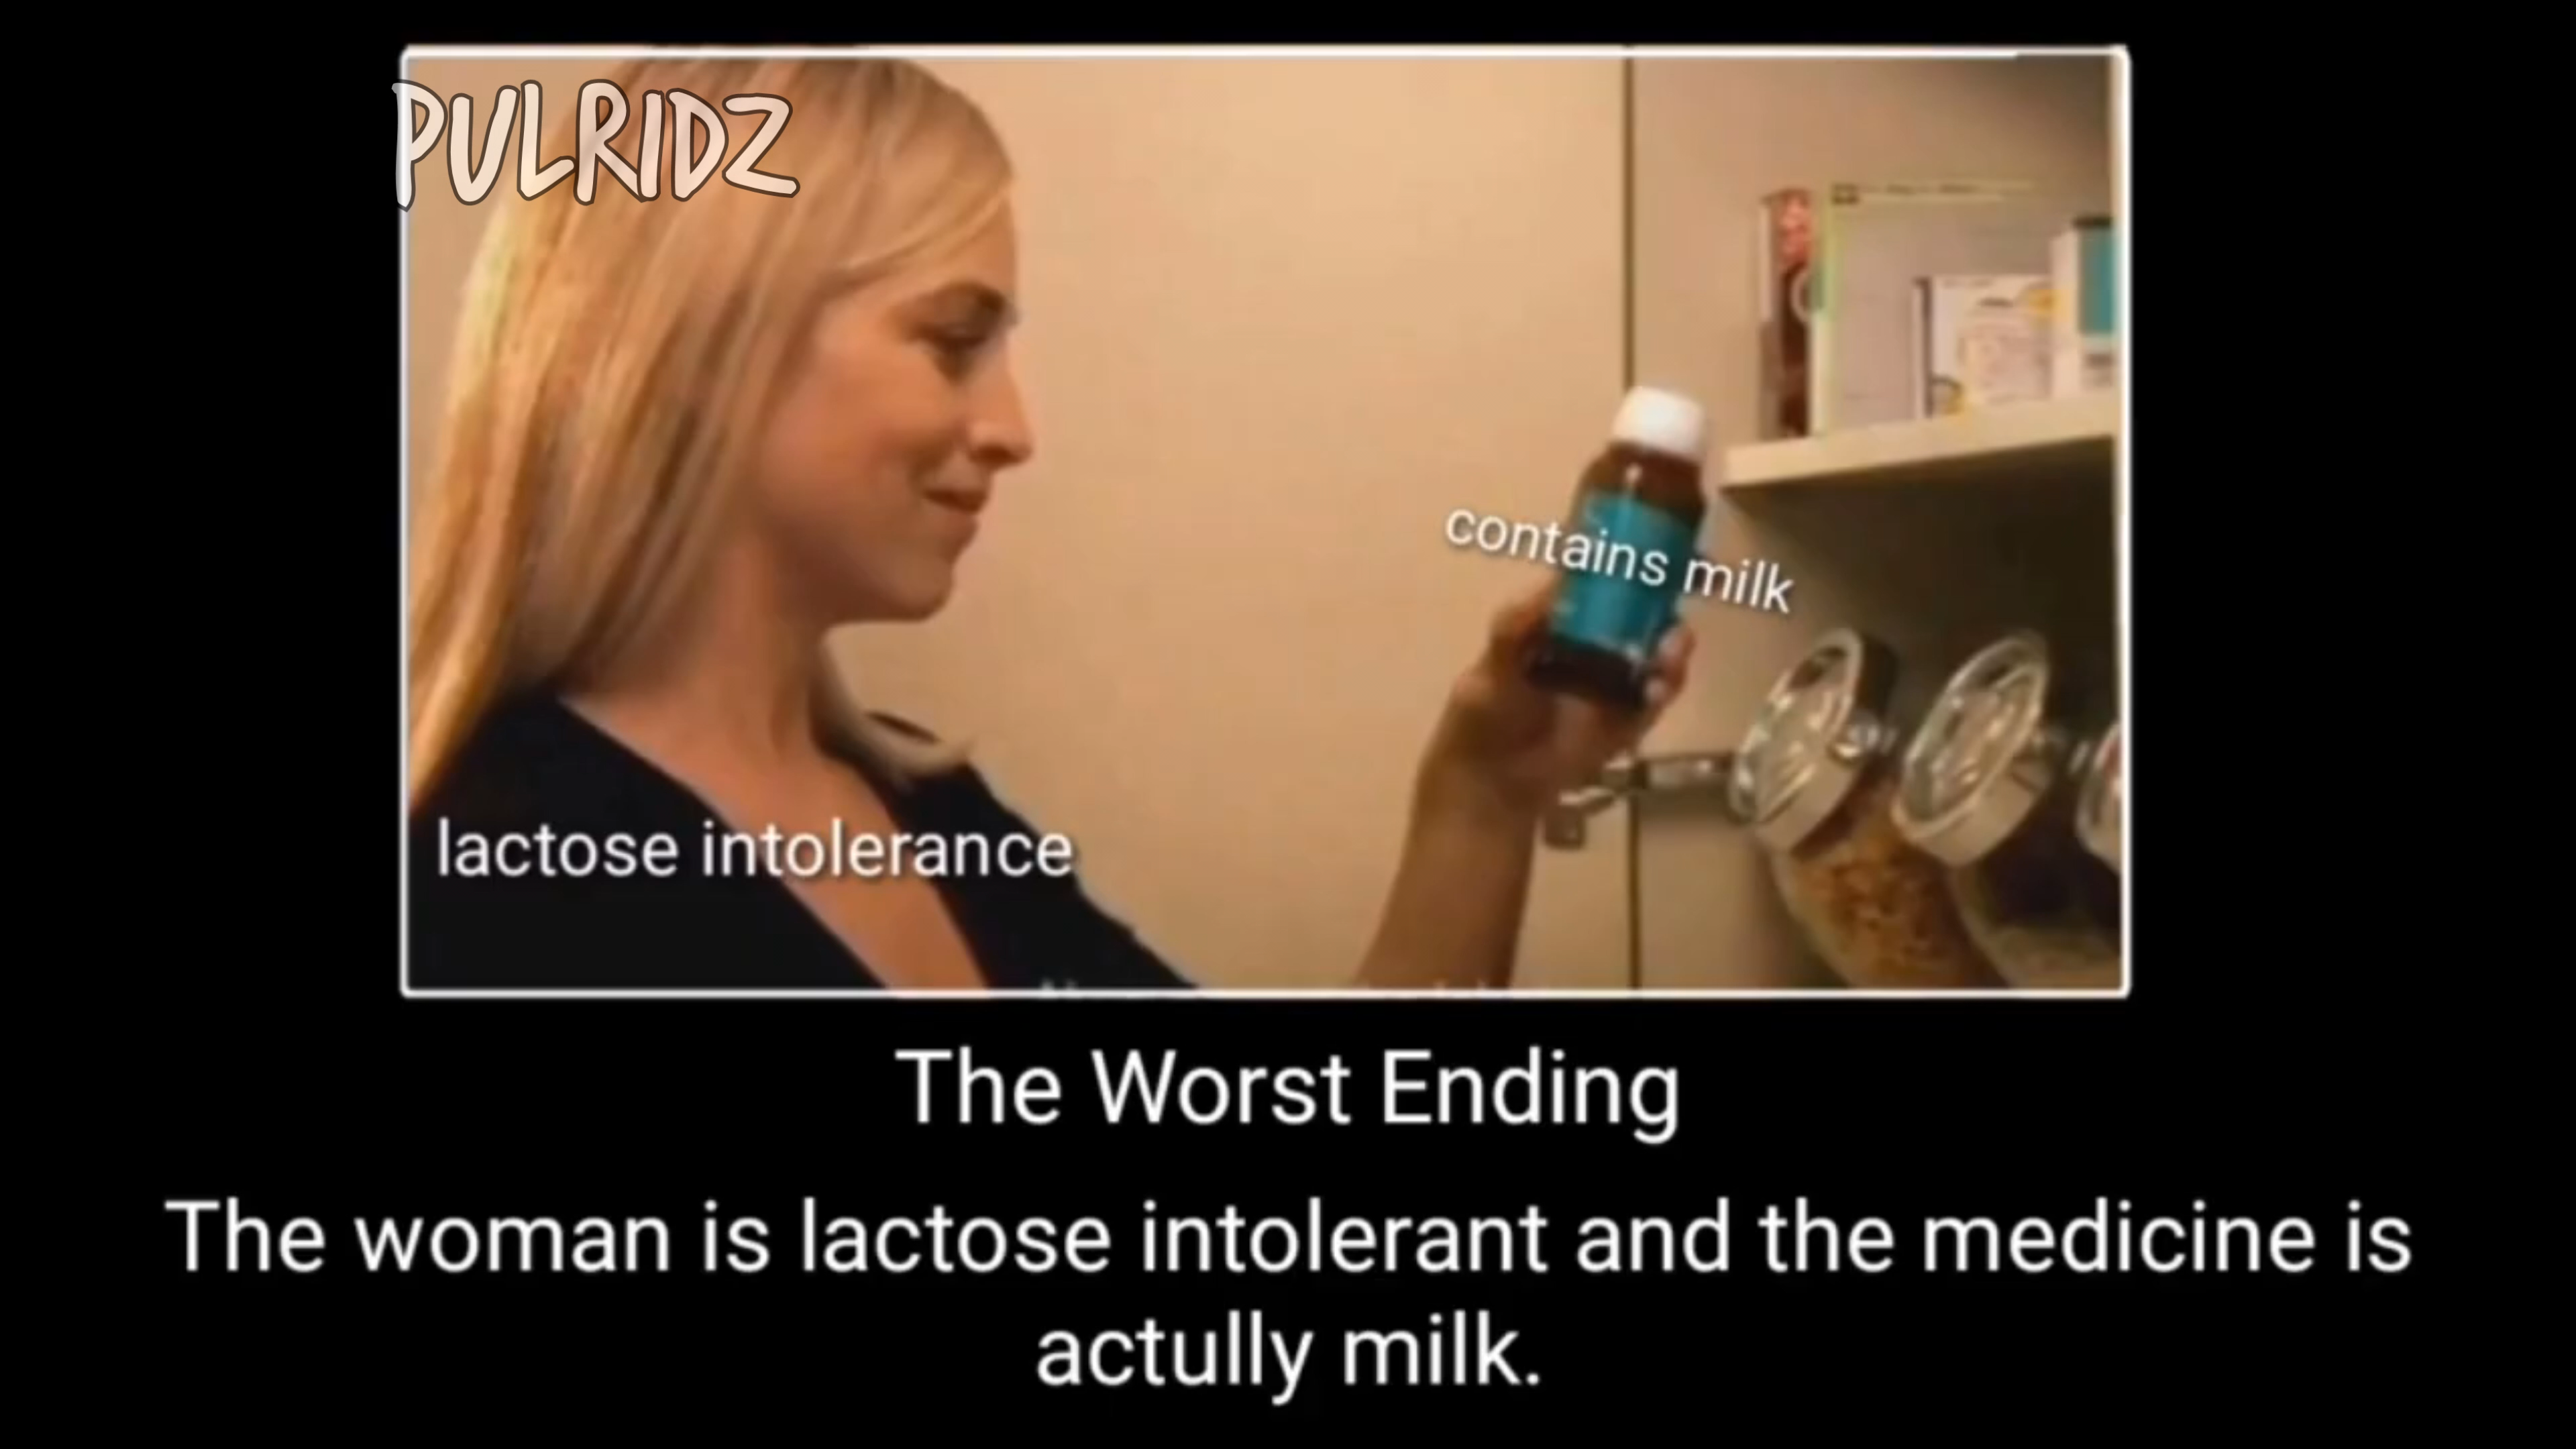 PULRIDZ
contains milk
lactose intolerance
The Worst Ending
The woman is lactose intolerant and the medicine is
actully milk.